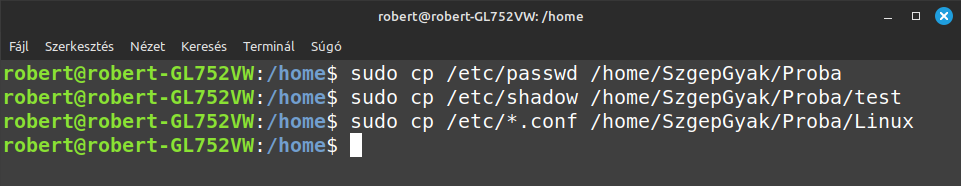 robert@robert-GL752VW: /home
Fájl Szerkesztés Nézet Keresés Terminál Súgó
robert@robert-GL752VW:/home$ sudo cp /etc/passwd /home/SzgepGyak/Proba
robert@robert-GL752VW:/home$ sudo cp /etc/shadow /home/SzgepGyak/Proba/test
robert@robert-GL752VW:/home$ sudo cp /etc/*.conf /home/SzgepGyak/Proba/Linux
robert@robert-GL752VW:/home$